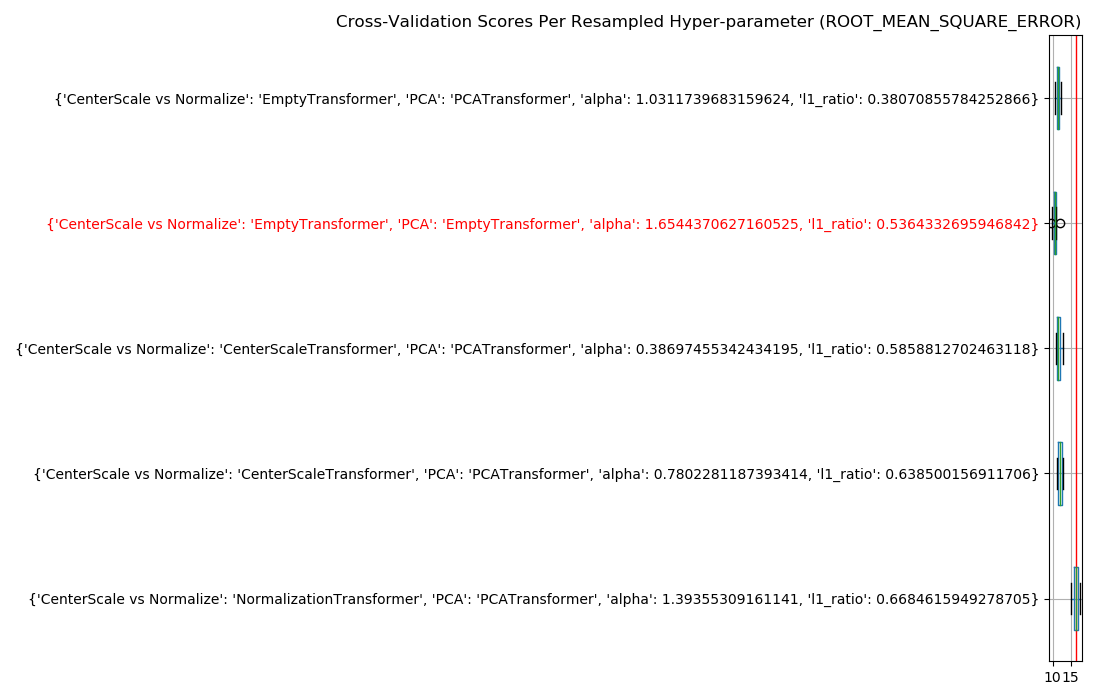 Cross-Validation Scores Per Resampled Hyper-parameter (ROOT_MEAN_SQUARE_ERROR)
{'CenterScale vs Normalize': 'EmptyTransformer', 'PCA': 'PCATransformer', 'alpha': 1.0311739683159624, 'l1_ratio': 0.38070855784252866}
{'CenterScale vs Normalize': 'EmptyTransformer', 'PCA': 'EmptyTransformer', 'alpha': 1.6544370627160525, 'l1_ratio': 0.5364332695946842}
{'CenterScale vs Normalize': 'CenterScaleTransformer', 'PCA': 'PCATransformer', 'alpha': 0.38697455342434195, 'l1_ratio': 0.5858812702463118}
{'CenterScale vs Normalize': 'CenterScaleTransformer', 'PCA': 'PCATransformer', 'alpha': 0.7802281187393414, 'l1_ratio': 0.638500156911706}
{'CenterScale vs Normalize': 'NormalizationTransformer', 'PCA': 'PCATransformer', 'alpha': 1.39355309161141, 'l1_ratio': 0.6684615949278705}
10 15